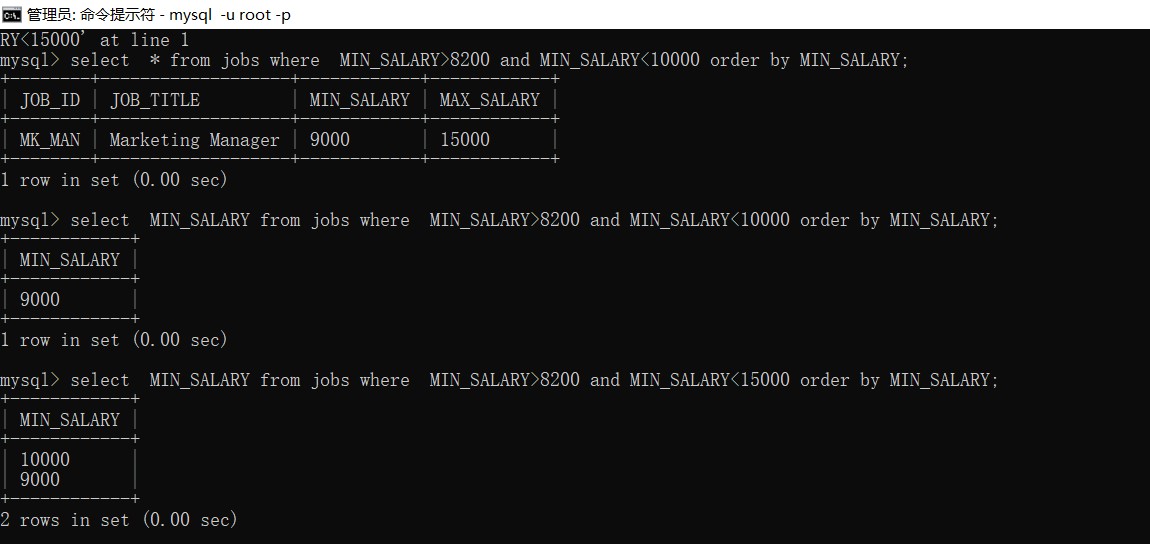 管理员: 命令提示符 - mysql  -u root -p
RY<15000' at line 1
mysql> select  * from jobs where  MIN_SALARY>8200 and MIN_SALARY<10000 order by MIN_SALARY;
+--------+-------------------+------------+------------+
| JOB_ID | JOB_TITLE         | MIN_SALARY | MAX_SALARY |
+--------+-------------------+------------+------------+
| MK_MAN | Marketing Manager | 9000       | 15000      |
+--------+-------------------+------------+------------+
1 row in set (0.00 sec)
mysql> select  MIN_SALARY from jobs where  MIN_SALARY>8200 and MIN_SALARY<10000 order by MIN_SALARY;
+------------+
| MIN_SALARY |
+------------+
| 9000       |
+------------+
1 row in set (0.00 sec)
mysql> select  MIN_SALARY from jobs where  MIN_SALARY>8200 and MIN_SALARY<15000 order by MIN_SALARY;
+------------+
| MIN_SALARY |
+------------+
| 10000      |
| 9000       |
+------------+
2 rows in set (0.00 sec)